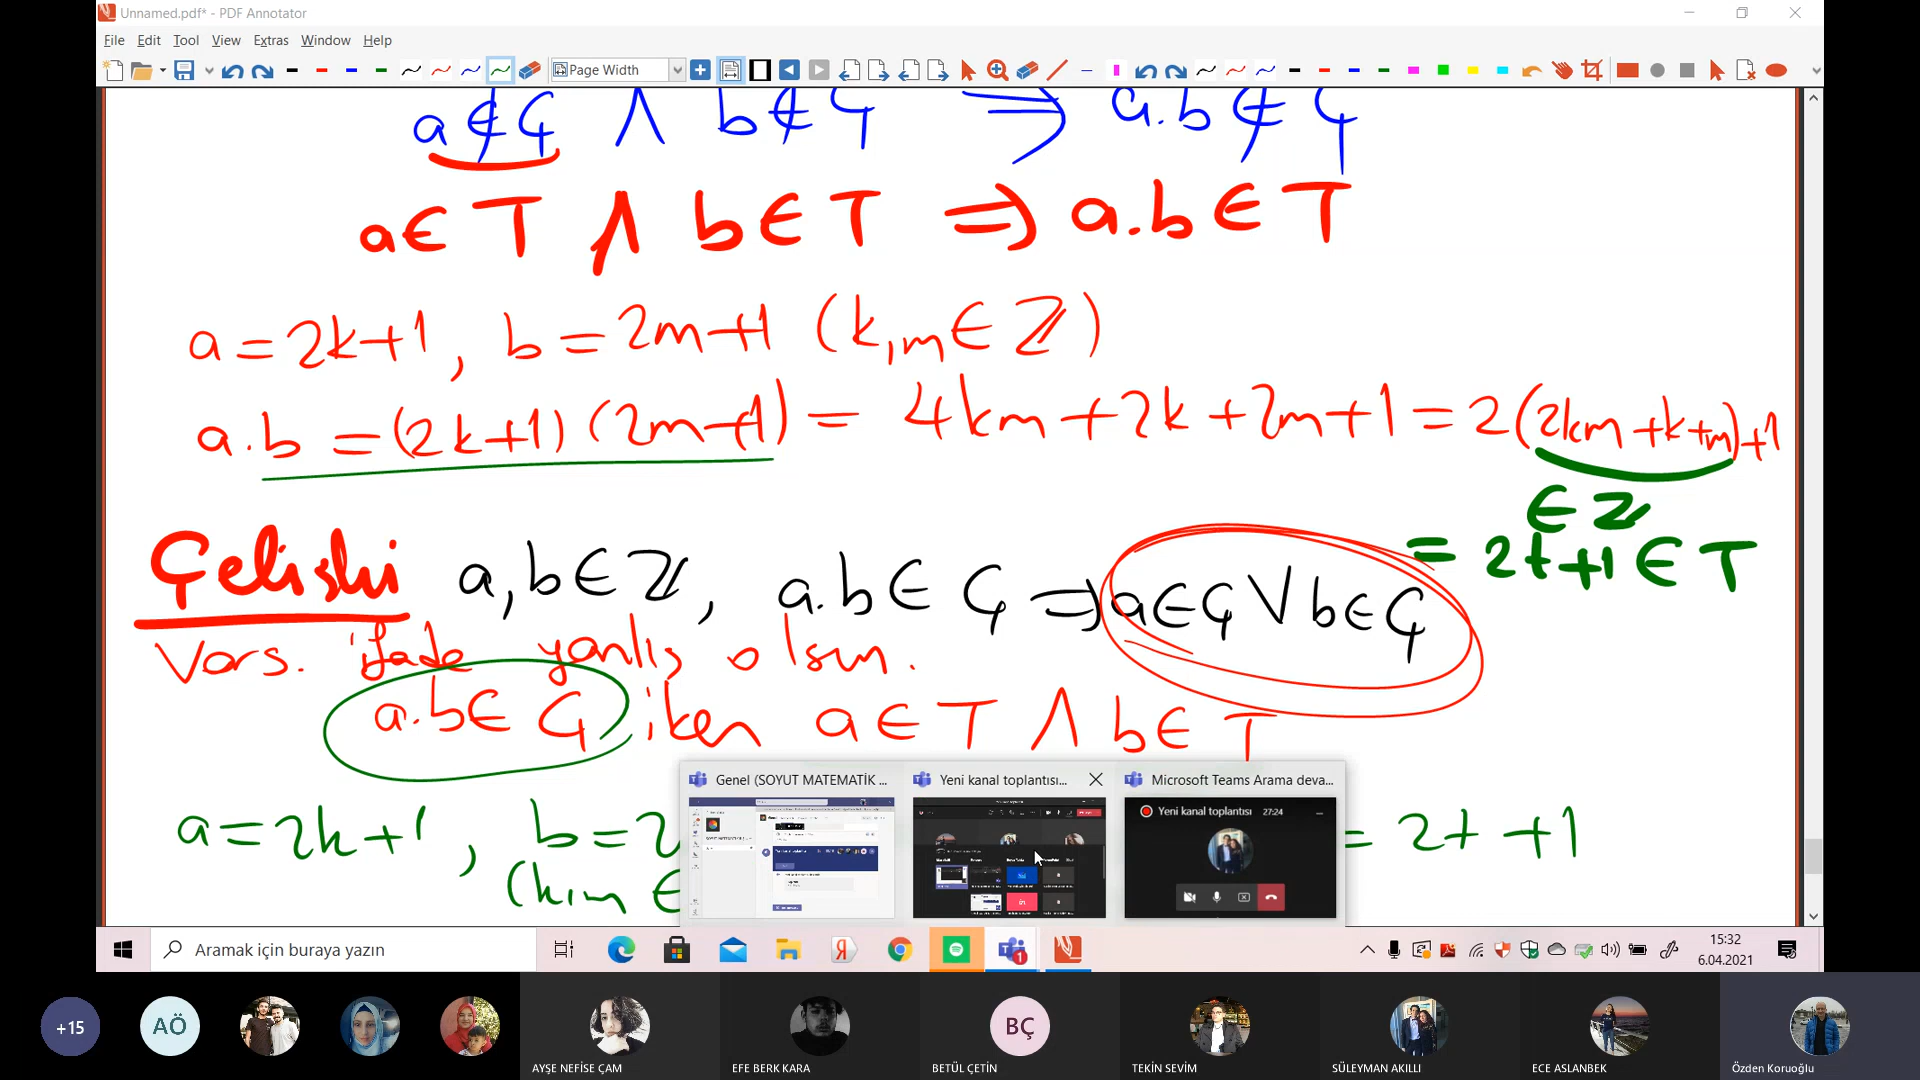 Unnamed.pdf* - PDF Annotator
File Edit Tool View Extras Window Help
Page Width
a∉Ç ∧ b∉Ç ⇒ a.b∉Ç
a∈T ∧ b∈T ⇒ a.b∈T
a=2k+1, b=2m+1 (k,m∈ℤ)
a.b=(2k+1)(2m+1) = 4km+2k+2m+1=2(2km+k+m)+1
∈ℤ
= 2t+1∈T
Çelişki a,b∈ℤ, a.b∈Ç ⇒ a∈Ç ∨ b∈Ç
Vars. ifade yanlış olsun.
a.b∈Ç iken a∈T ∧ b∈T
Genel (SOYUT MATEMATİK ...
Yeni kanal toplantısı...
Microsoft Teams Arama deva...
Yeni kanal toplantısı 27:24
a=2k+1, b=2 = 2t+1
(k,m∈
Aramak için buraya yazın
1
15:32
6.04.2021
+15
AÖ
BÇ
AYŞE NEFİSE ÇAM
EFE BERK KARA
BETÜL ÇETİN
TEKİN SEVİM
SÜLEYMAN AKILLI
ECE ASLANBEK
Özden Koruoğlu